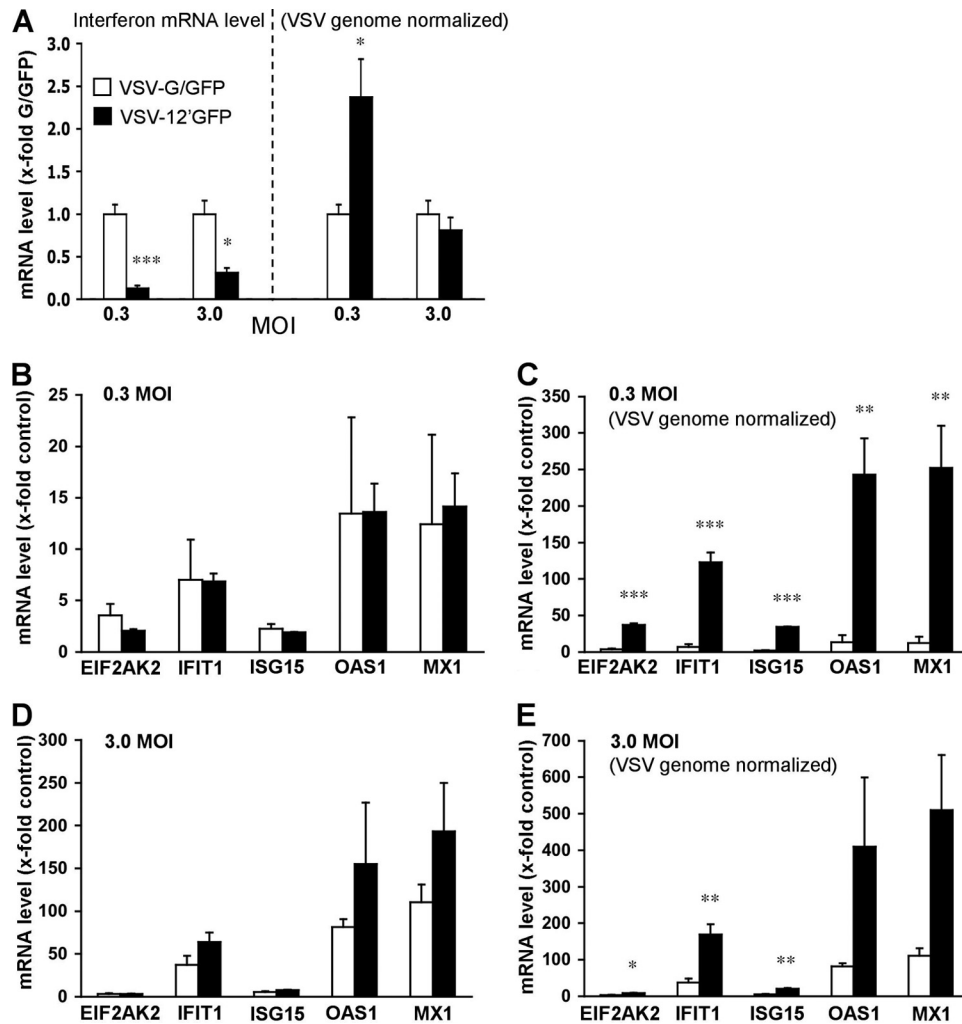 A
Interferon mRNA level
(VSV genome normalized)
mRNA level (x-fold G/GFP)
3.0
2.5
2.0
1.5
1.0
0.5
0.0
VSV-G/GFP
VSV-12'GFP
***
*
*
0.3
3.0
0.3
3.0
MOI
B
0.3 MOI
mRNA level (x-fold control)
25
20
15
10
5
0
EIF2AK2
IFIT1
ISG15
OAS1
MX1
C
0.3 MOI
(VSV genome normalized)
mRNA level (x-fold control)
350
300
250
200
150
100
50
0
***
***
***
**
**
EIF2AK2
IFIT1
ISG15
OAS1
MX1
D
3.0 MOI
mRNA level (x-fold control)
300
250
200
150
100
50
0
EIF2AK2
IFIT1
ISG15
OAS1
MX1
E
3.0 MOI
(VSV genome normalized)
mRNA level (x-fold control)
700
600
500
400
300
200
100
0
*
**
**
EIF2AK2
IFIT1
ISG15
OAS1
MX1